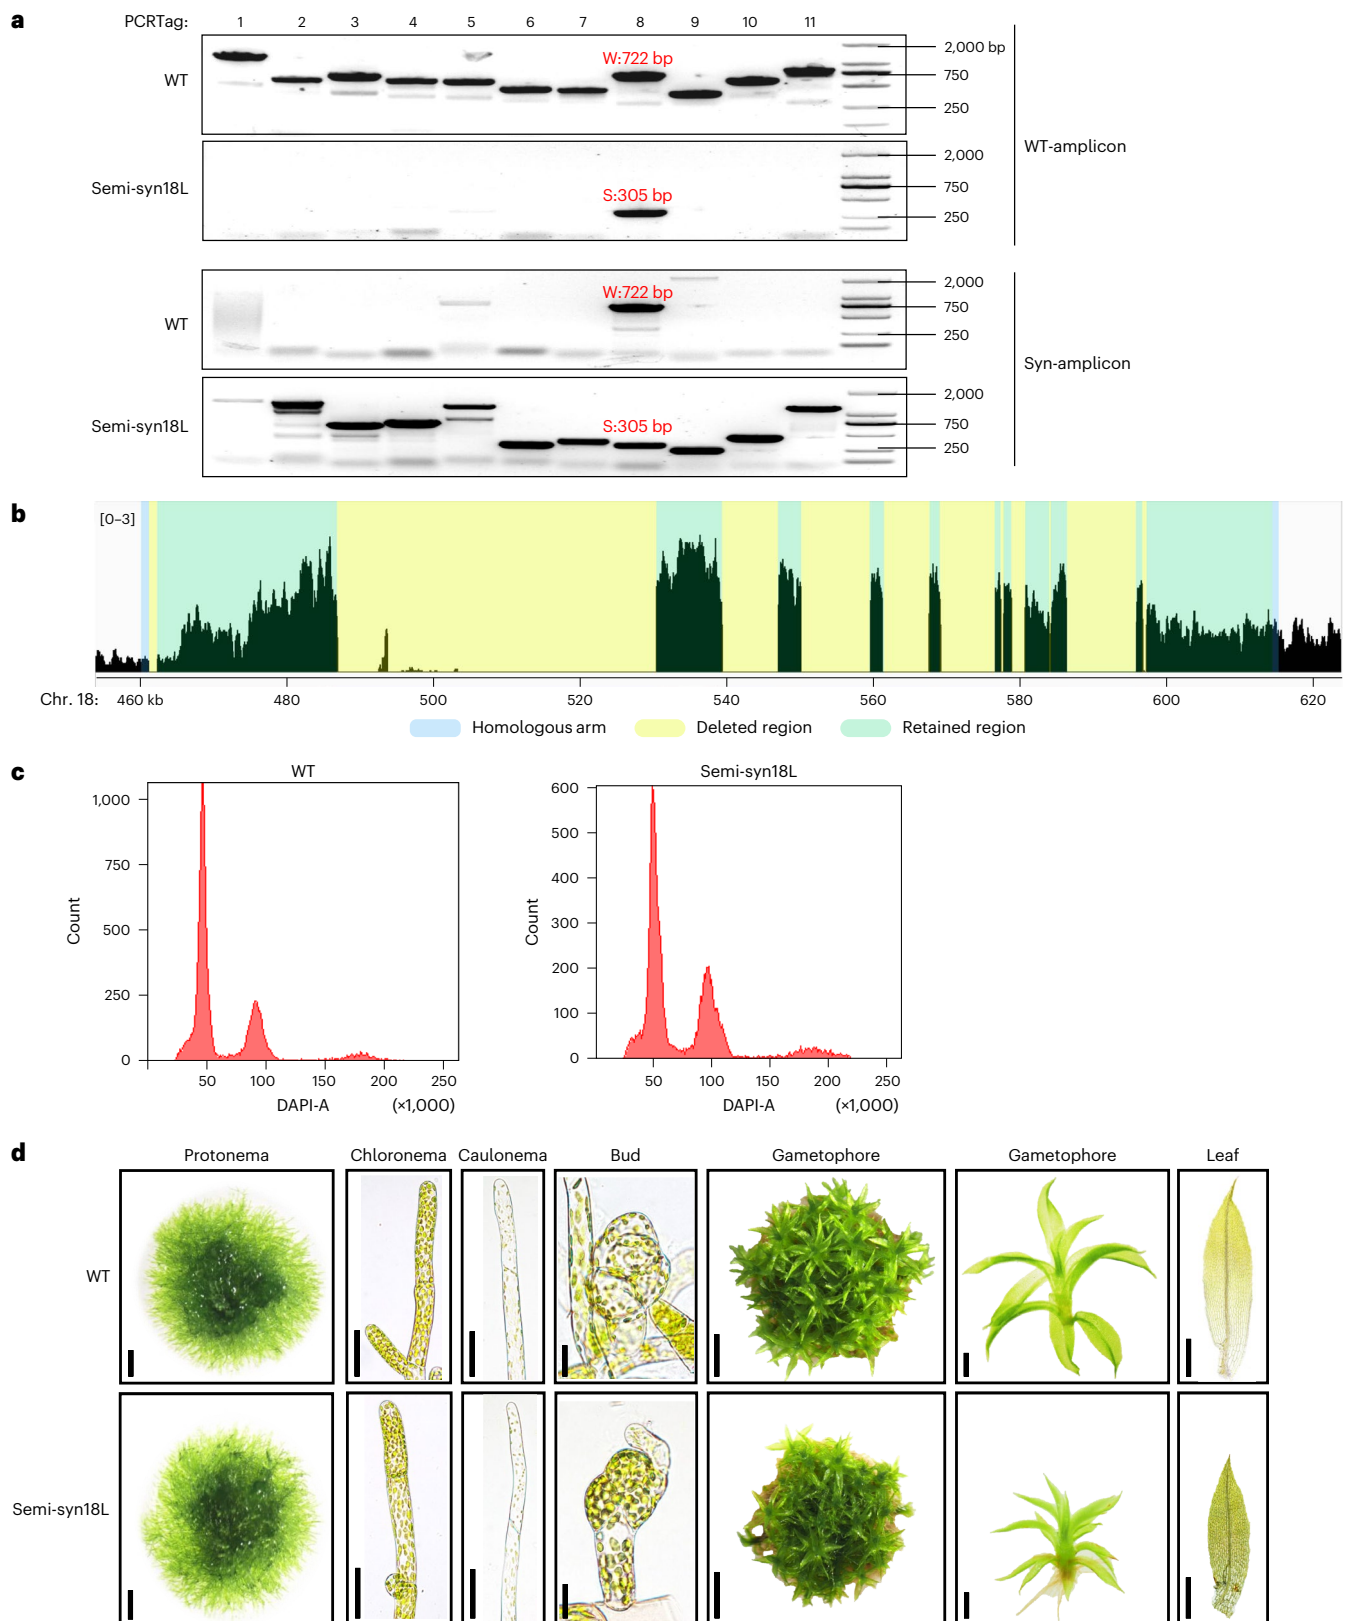 a
PCRTag: 1 2 3 4 5 6 7 8 9 10 11
WT
W:722 bp
2,000 bp
750
250
Semi-syn18L
S:305 bp
2,000
750
250
WT-amplicon
WT
W:722 bp
2,000
750
250
Semi-syn18L
S:305 bp
2,000
750
250
Syn-amplicon
b
[0–3]
Chr. 18: 460 kb 480 500 520 540 560 580 600 620
Homologous arm Deleted region Retained region
c
WT
Count
1,000
750
500
250
0
50 100 150 200 250
DAPI-A (×1,000)
Semi-syn18L
Count
600
500
400
300
200
100
0
50 100 150 200 250
DAPI-A (×1,000)
d
Protonema Chloronema Caulonema Bud Gametophore Gametophore Leaf
WT
Semi-syn18L